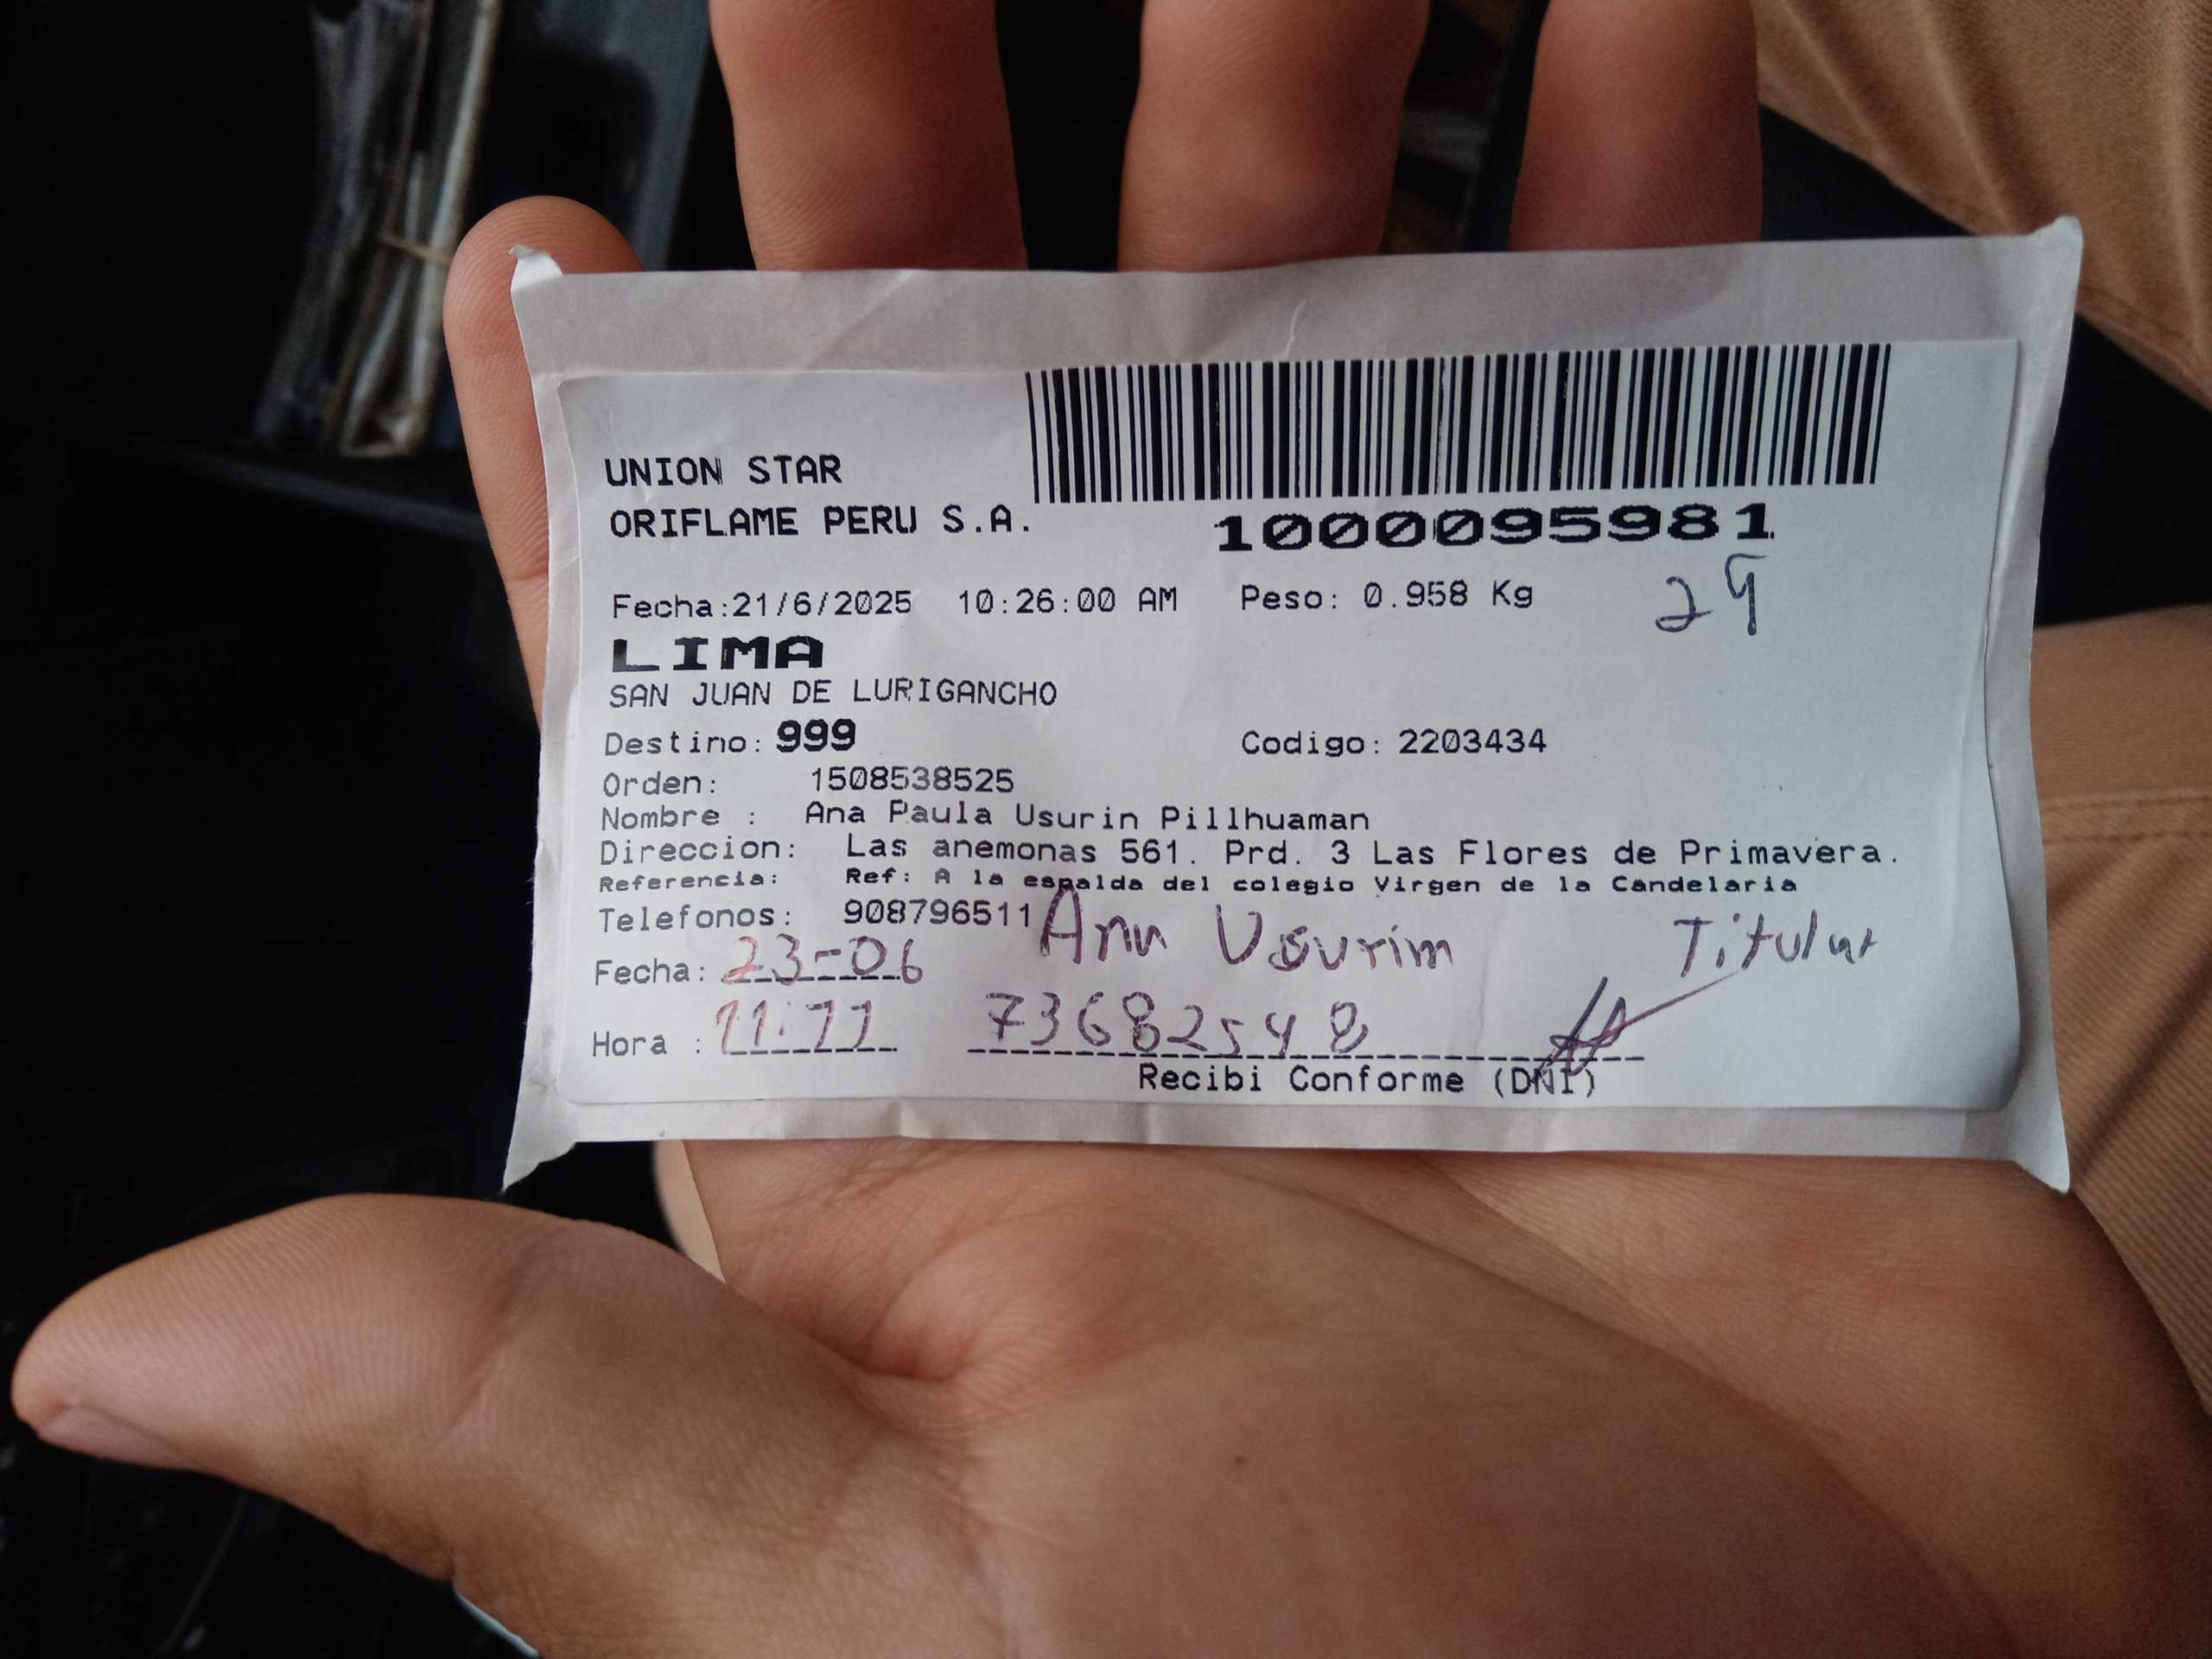 UNION STAR
ORIFLAME PERU S.A.
1000095981
29
Fecha:21/6/2025 10:26:00 AM Peso: 0.958 Kg
LIMA
SAN JUAN DE LURIGANCHO
Destino: 999 Codigo: 2203434
Orden: 1508538525
Nombre : Ana Paula Usurin Pillhuaman
Direccion: Las anemonas 561. Prd. 3 Las Flores de Primavera.
Referencia: Ref: A la espalda del colegio Virgen de la Candelaria
Telefonos: 908796511 Ana Usurim Titular
Fecha: 23-06
Hora : 11:11 73682548
Recibi Conforme (DNI)